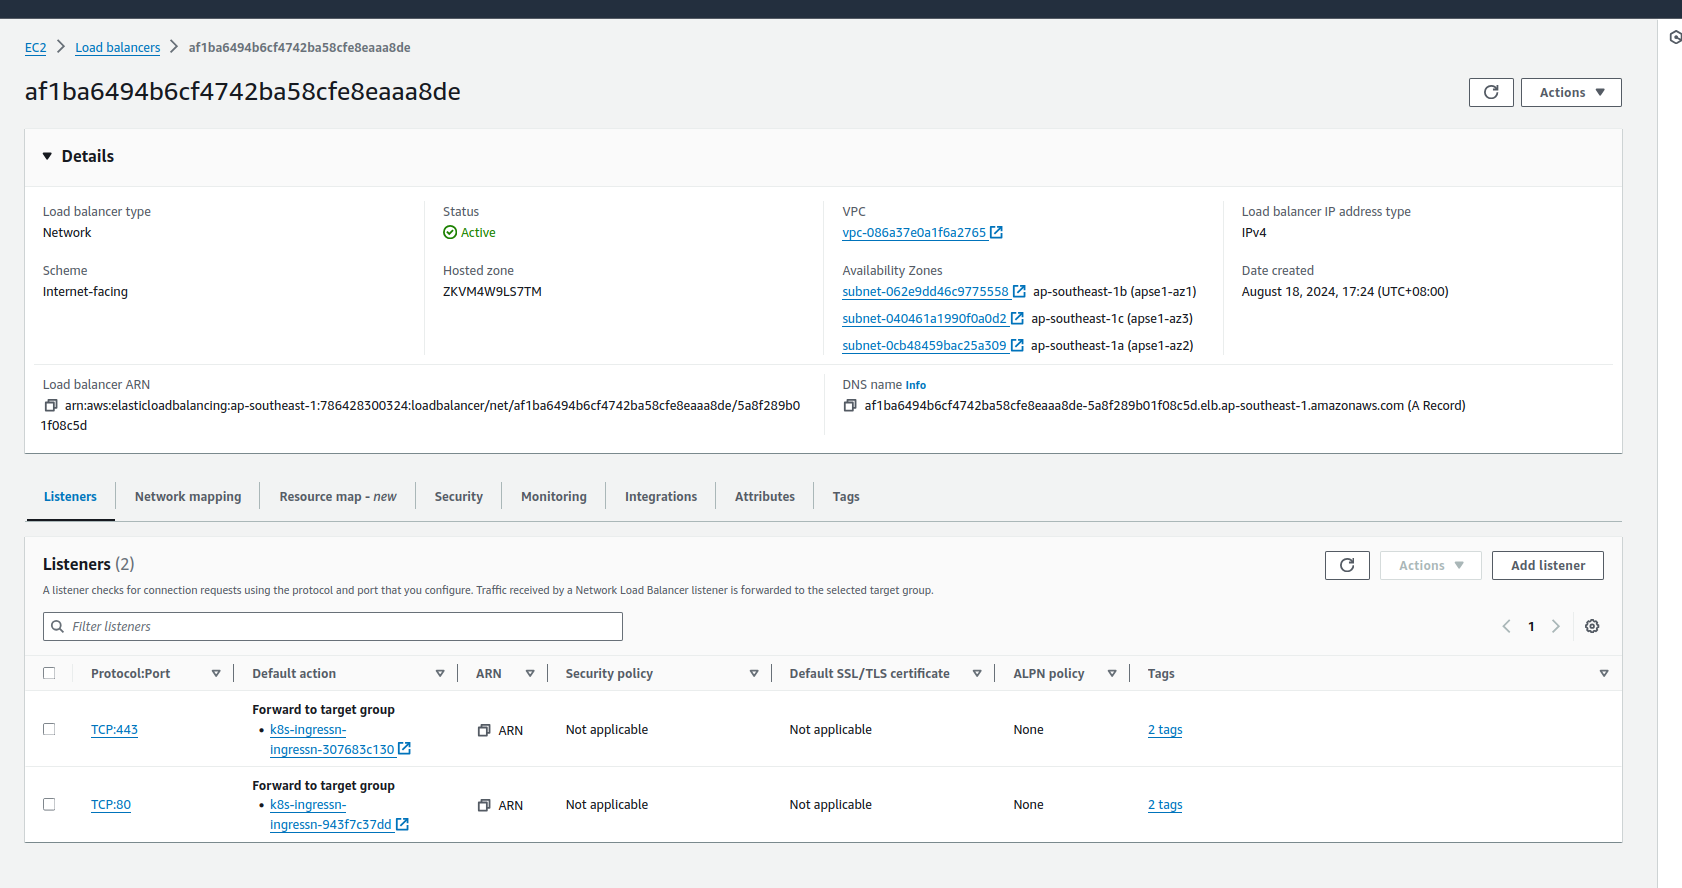 EC2 > Load balancers > af1ba6494b6cf4742ba58cfe8eaaa8de
af1ba6494b6cf4742ba58cfe8eaaa8de
Actions
Details
Load balancer type
Network
Status
Active
VPC
vpc-086a37e0a1f6a2765
Load balancer IP address type
IPv4
Scheme
Internet-facing
Hosted zone
ZKVM4W9LS7TM
Availability Zones
subnet-062e9dd46c9775558 ap-southeast-1b (apse1-az1)
subnet-040461a1990f0a0d2 ap-southeast-1c (apse1-az3)
subnet-0cb48459bac25a309 ap-southeast-1a (apse1-az2)
Date created
August 18, 2024, 17:24 (UTC+08:00)
Load balancer ARN
arn:aws:elasticloadbalancing:ap-southeast-1:786428300324:loadbalancer/net/af1ba6494b6cf4742ba58cfe8eaaa8de/5a8f289b0
1f08c5d
DNS name Info
af1ba6494b6cf4742ba58cfe8eaaa8de-5a8f289b01f08c5d.elb.ap-southeast-1.amazonaws.com (A Record)
Listeners Network mapping Resource map - new Security Monitoring Integrations Attributes Tags
Listeners (2)
Actions
Add listener
A listener checks for connection requests using the protocol and port that you configure. Traffic received by a Network Load Balancer listener is forwarded to the selected target group.
Filter listeners
1
Protocol:Port Default action ARN Security policy Default SSL/TLS certificate ALPN policy Tags
Forward to target group
TCP:443 • k8s-ingressn- ARN Not applicable Not applicable None 2 tags
ingressn-307683c130
Forward to target group
TCP:80 • k8s-ingressn- ARN Not applicable Not applicable None 2 tags
ingressn-943f7c37dd